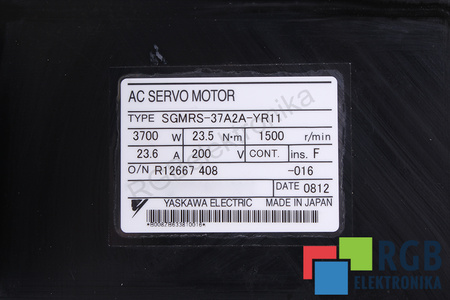 AC SERVO MOTOR
TYPE SGMRS-37A2A-YR11
3700 W 23.5 N·m 1500 r/min
23.6 A 200 V CONT. ins. F
O/N R12667 408 -016
DATE 0812
YASKAWA ELECTRIC MADE IN JAPAN
RGB
ELEKTRONIKA